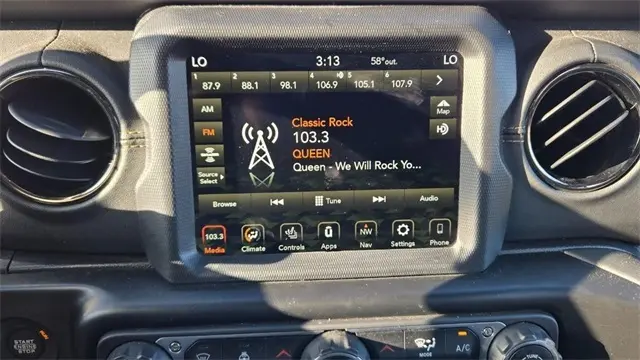 LO 3:13 58°out. LO
1 2 3 4 5 6
87.9 88.1 98.1 106.9 105.1 107.9
AM
Map
FM
Classic Rock
103.3
QUEEN
Queen - We Will Rock Yo...
Source
Select
Browse Tune Audio
103.3 NW
Media Climate Controls Apps Nav Settings Phone
START
ENGINE
STOP
MODE
A/C